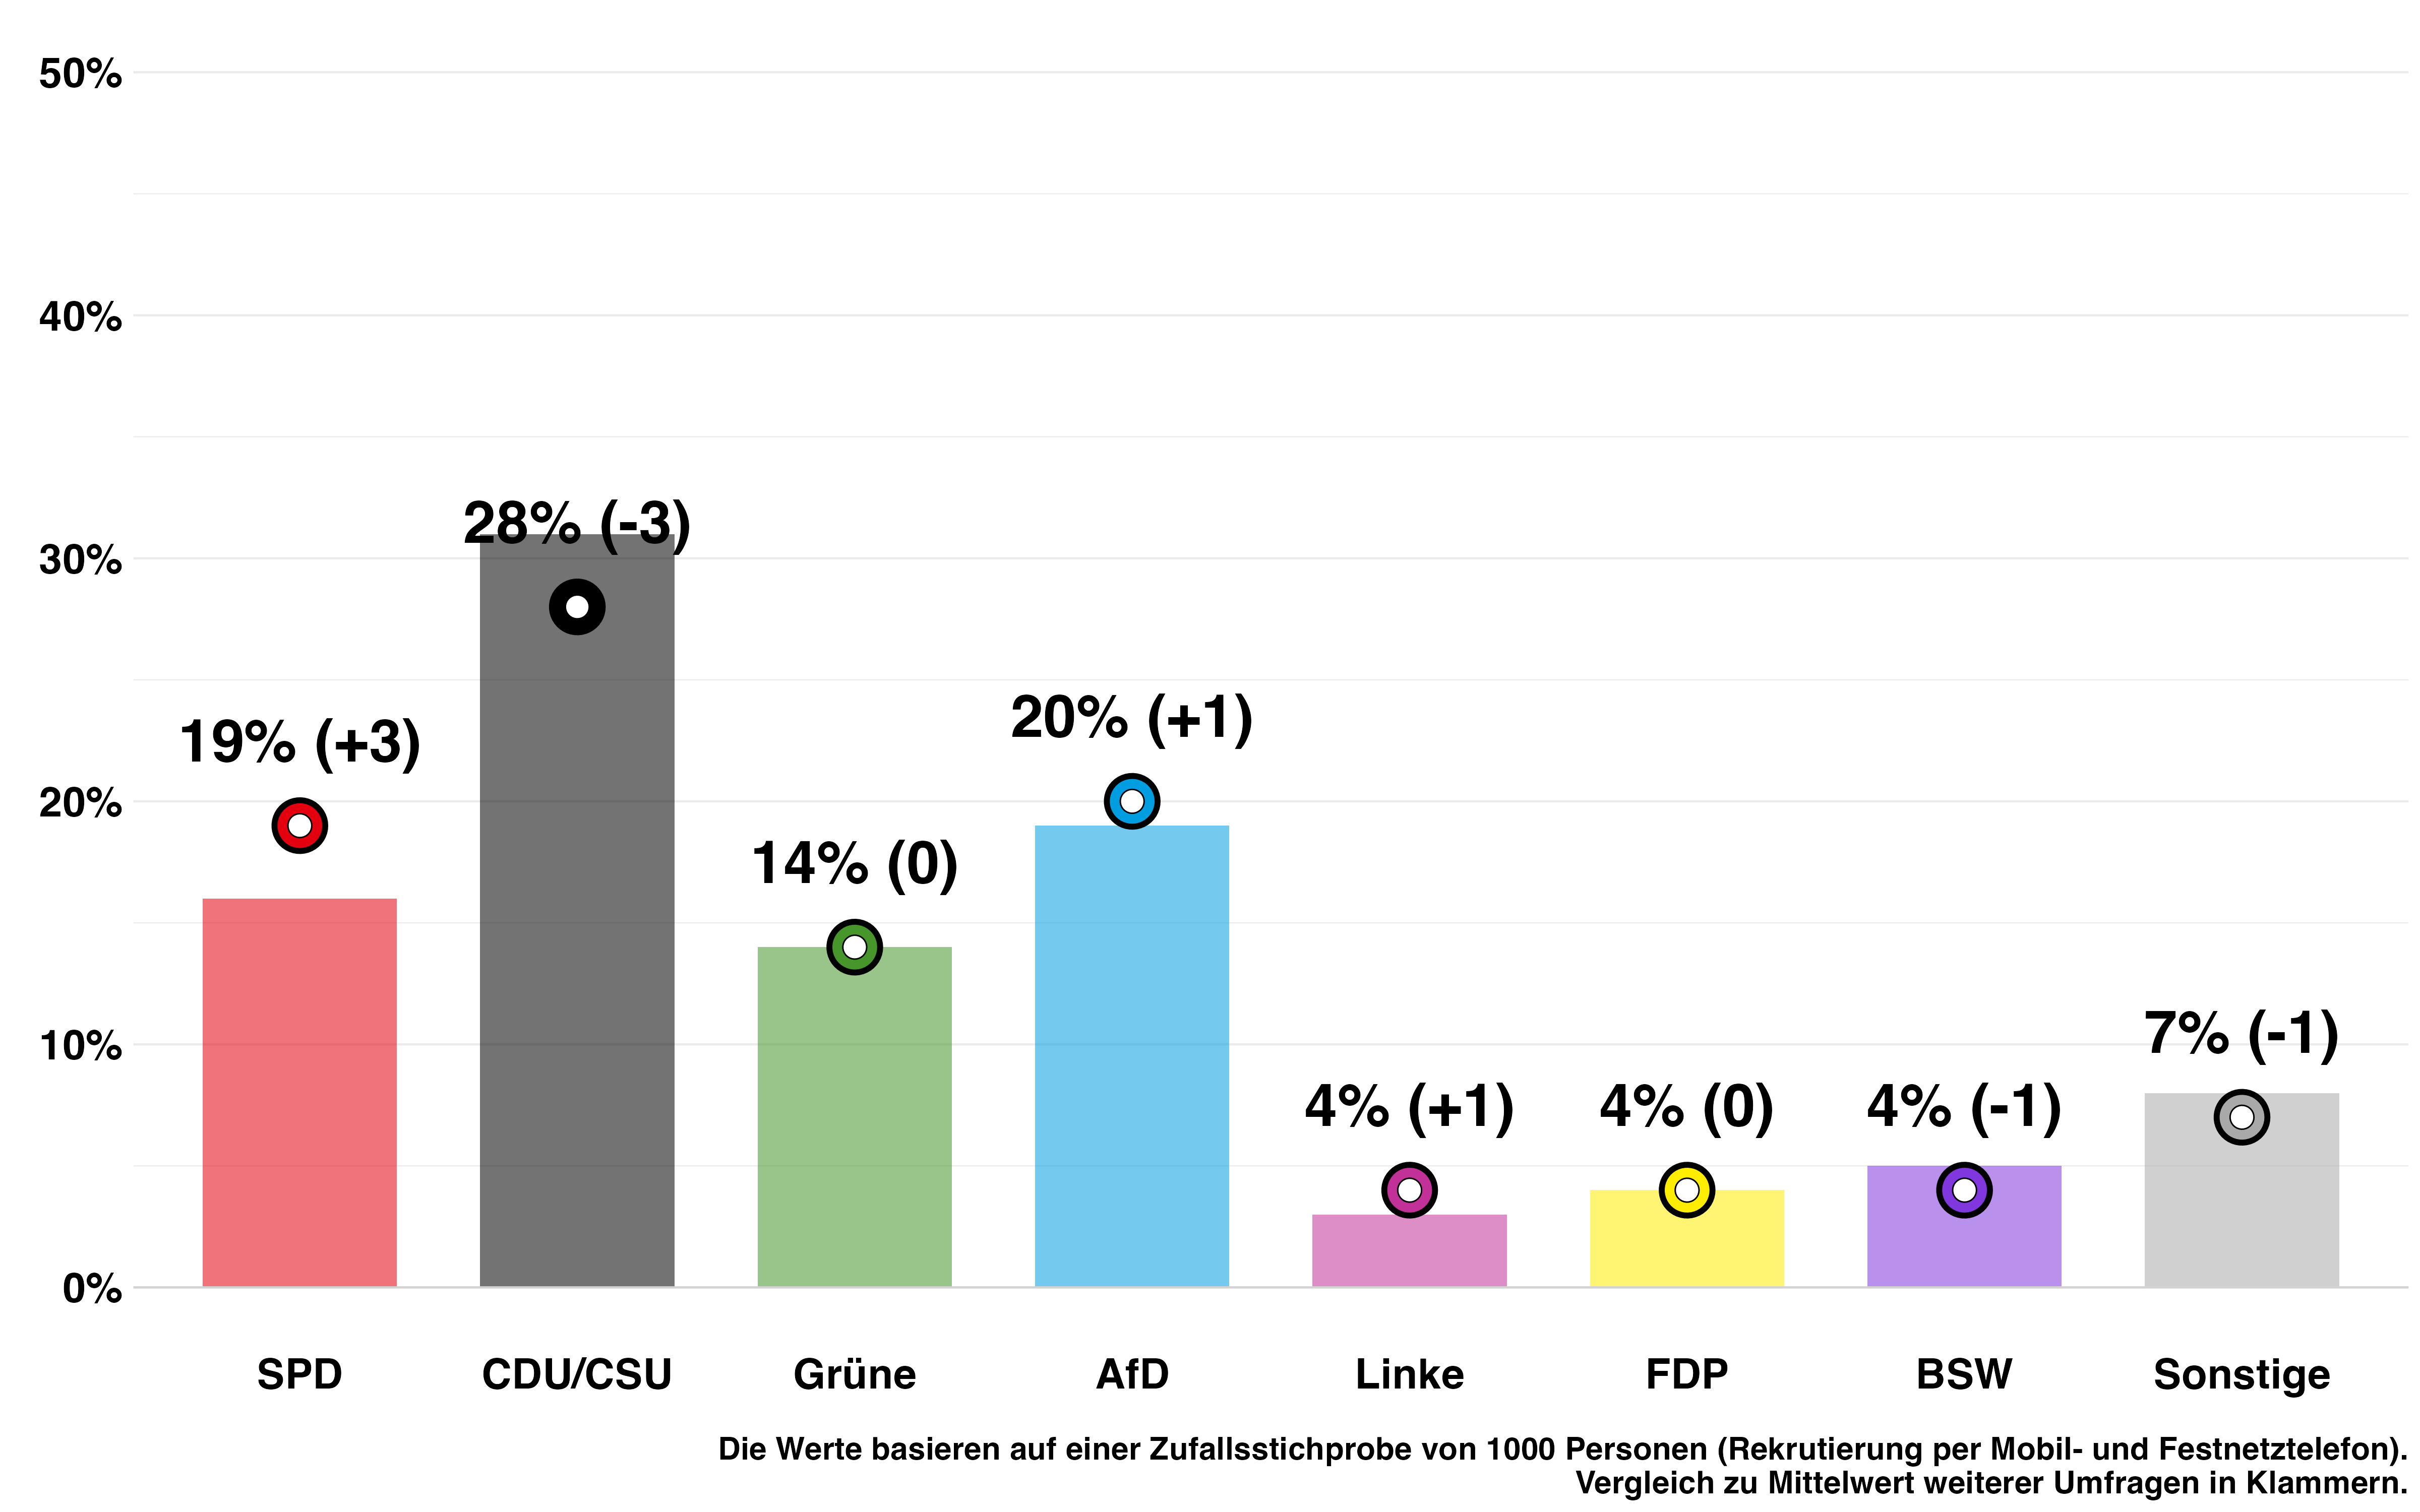 50%
40%
30%
20%
10%
0%
28% (-3)
20% (+1)
19% (+3)
14% (0)
7% (-1)
4% (+1)
4% (0)
4% (-1)
SPD
CDU/CSU
Grüne
AfD
Linke
FDP
BSW
Sonstige
Die Werte basieren auf einer Zufallsstichprobe von 1000 Personen (Rekrutierung per Mobil- und Festnetztelefon).
Vergleich zu Mittelwert weiterer Umfragen in Klammern.